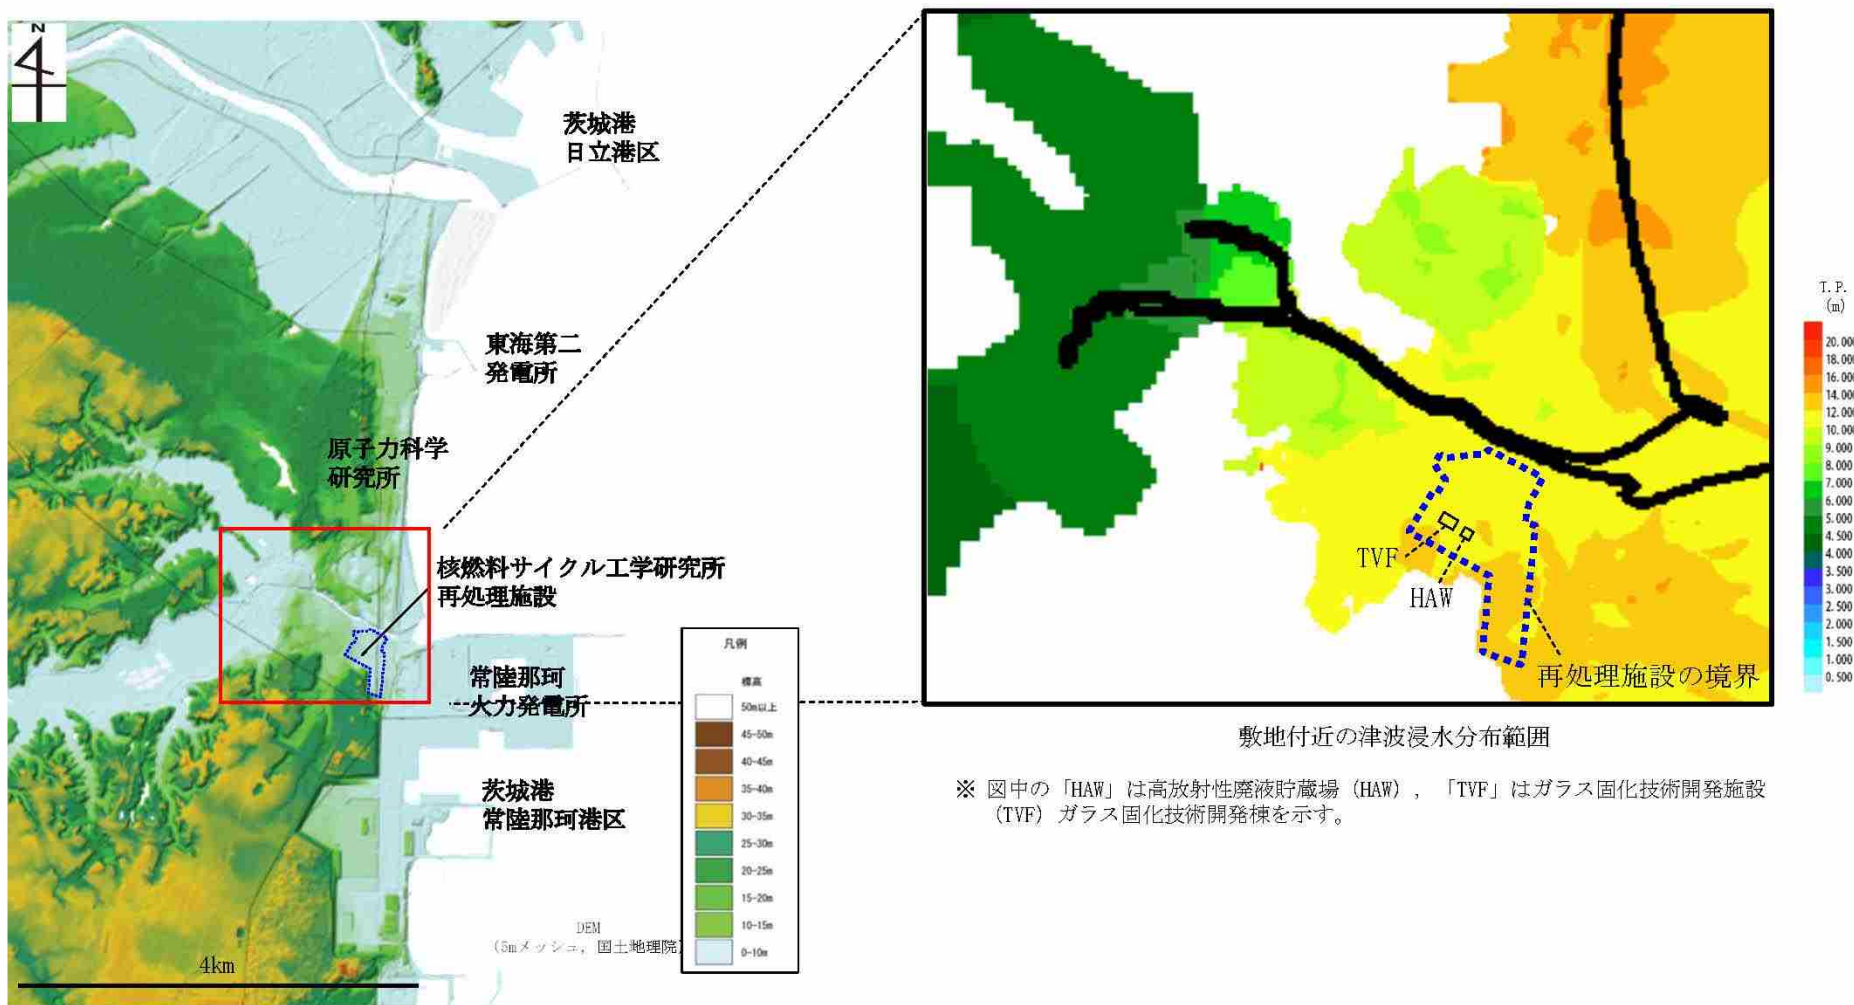 N
茨城港
日立港区
東海第二
発電所
原子力科学
研究所
核燃料サイクル工学研究所
再処理施設
常陸那珂
火力発電所
茨城港
常陸那珂港区
DEM
(5mメッシュ, 国土地理院)
4km
凡例
標高
50m以上
45-50m
40-45m
35-40m
30-35m
25-30m
20-25m
15-20m
10-15m
0-10m
TVF
HAW
再処理施設の境界
T.P.
(m)
20.000
18.000
16.000
14.000
12.000
10.000
9.000
8.000
7.000
6.000
5.000
4.500
4.000
3.500
3.000
2.500
2.000
1.500
1.000
0.500
敷地付近の津波浸水分布範囲
※ 図中の「HAW」は高放射性廃液貯蔵場 (HAW) , 「TVF」はガラス固化技術開発施設
(TVF) ガラス固化技術開発棟を示す。